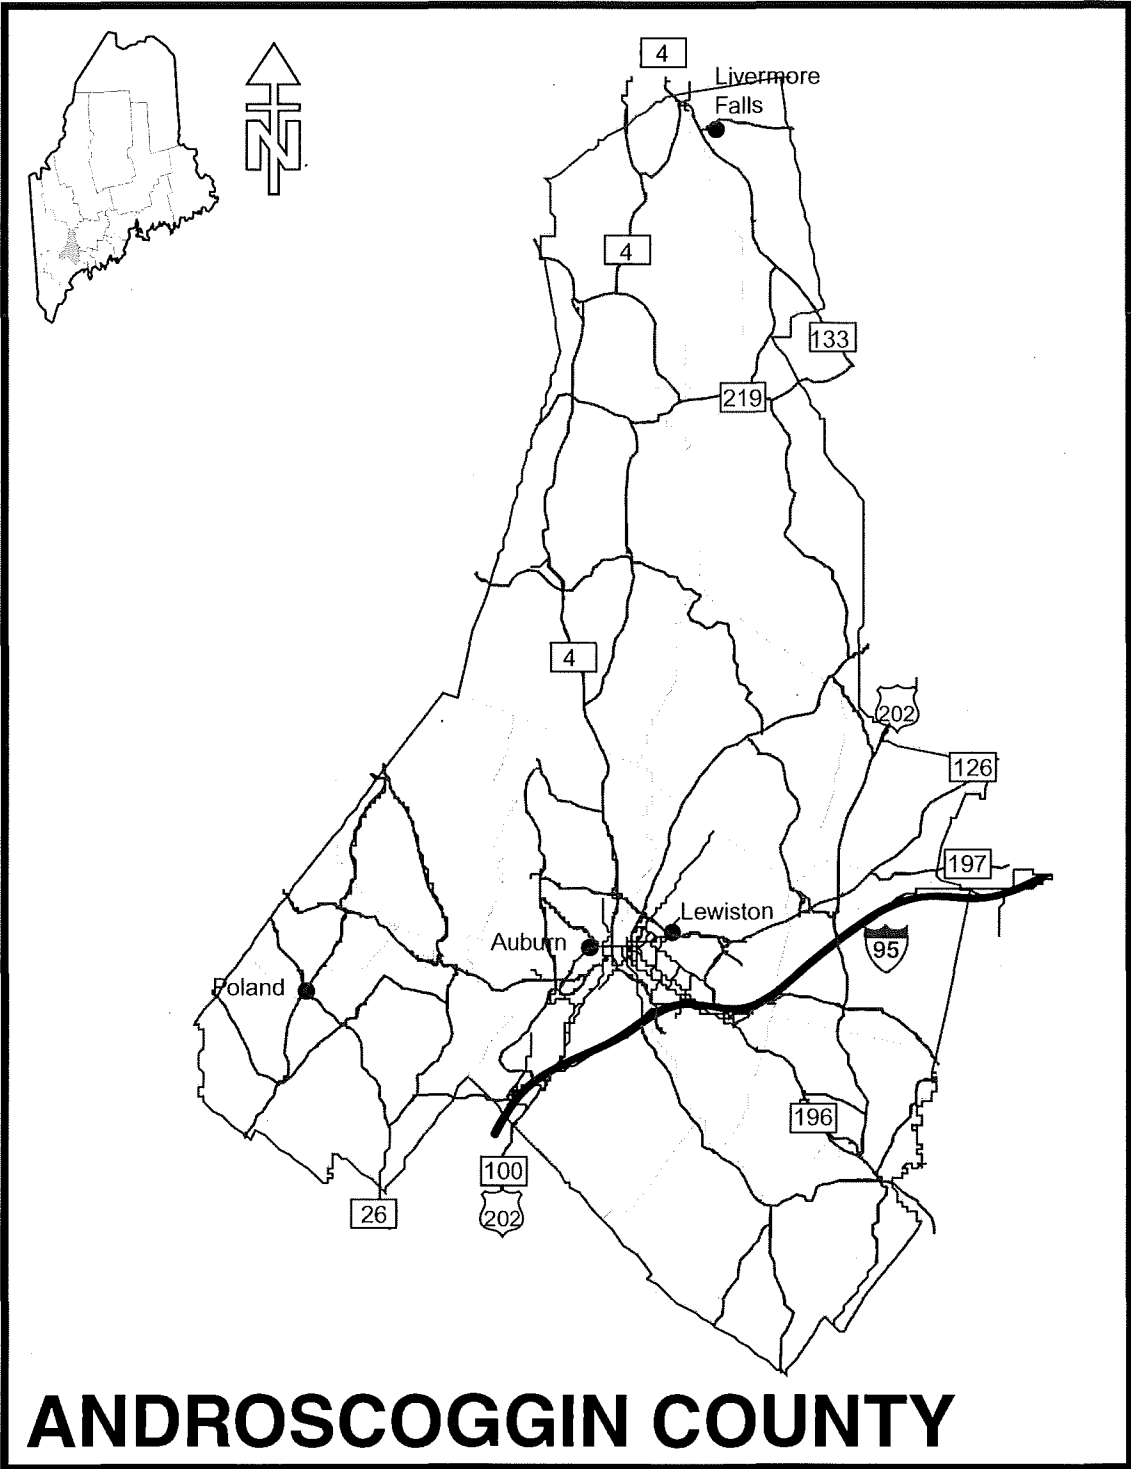 4
Livermore
Falls
N
4
133
219
4
202
126
197
Lewiston
Auburn
95
Poland
196
100
26
202
ANDROSCOGGIN COUNTY